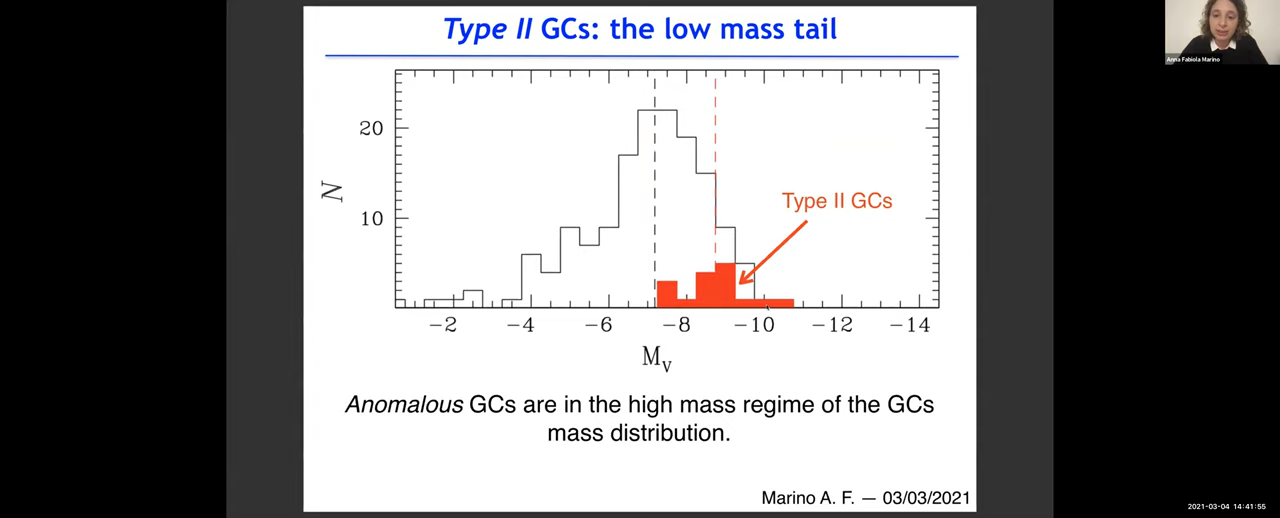 Type II GCs: the low mass tail
Anna Fabiola Marino
20
10
N
Type II GCs
−2 −4 −6 −8 −10 −12 −14
MV
Anomalous GCs are in the high mass regime of the GCs
mass distribution.
Marino A. F. — 03/03/2021
2021-03-04 14:41:55